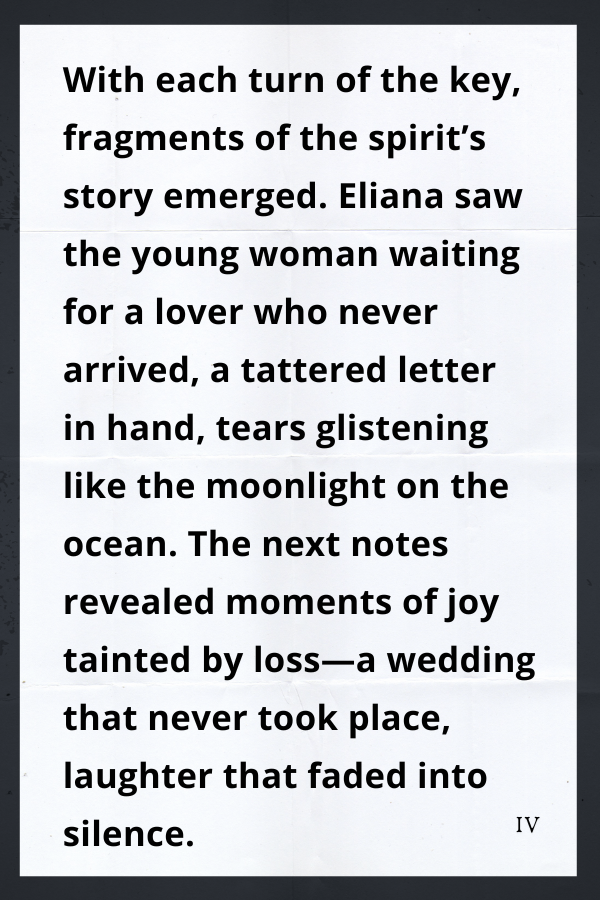 With each turn of the key,
fragments of the spirit’s
story emerged. Eliana saw
the young woman waiting
for a lover who never
arrived, a tattered letter
in hand, tears glistening
like the moonlight on the
ocean. The next notes
revealed moments of joy
tainted by loss—a wedding
that never took place,
laughter that faded into
silence.
IV